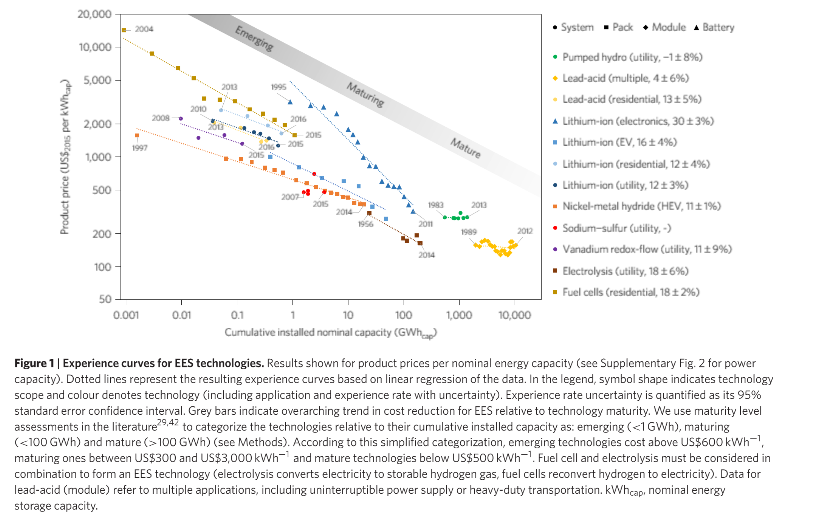 20,000
10,000
5,000
2,000
1,000
500
200
100
50
Product price (US$2015 per kWhcap)
0.001 0.01 0.1 1 10 100 1,000 10,000
Cumulative installed nominal capacity (GWhcap)
Emerging
Maturing
Mature
2004
2013
1995
2010
2008
2013
2016
2015
2016
2015
1997
2015
2007
2015
2014
1956
2011
2014
1983
2013
1989
2012
System Pack Module Battery
Pumped hydro (utility, −1 ± 8%)
Lead-acid (multiple, 4 ± 6%)
Lead-acid (residential, 13 ± 5%)
Lithium-ion (electronics, 30 ± 3%)
Lithium-ion (EV, 16 ± 4%)
Lithium-ion (residential, 12 ± 4%)
Lithium-ion (utility, 12 ± 3%)
Nickel-metal hydride (HEV, 11 ± 1%)
Sodium–sulfur (utility, -)
Vanadium redox-flow (utility, 11 ± 9%)
Electrolysis (utility, 18 ± 6%)
Fuel cells (residential, 18 ± 2%)
Figure 1 | Experience curves for EES technologies. Results shown for product prices per nominal energy capacity (see Supplementary Fig. 2 for power
capacity). Dotted lines represent the resulting experience curves based on linear regression of the data. In the legend, symbol shape indicates technology
scope and colour denotes technology (including application and experience rate with uncertainty). Experience rate uncertainty is quantified as its 95%
standard error confidence interval. Grey bars indicate overarching trend in cost reduction for EES relative to technology maturity. We use maturity level
assessments in the literature29,42 to categorize the technologies relative to their cumulative installed capacity as: emerging (<1 GWh), maturing
(<100 GWh) and mature (>100 GWh) (see Methods). According to this simplified categorization, emerging technologies cost above US$600 kWh−1,
maturing ones between US$300 and US$3,000 kWh−1 and mature technologies below US$500 kWh−1. Fuel cell and electrolysis must be considered in
combination to form an EES technology (electrolysis converts electricity to storable hydrogen gas, fuel cells reconvert hydrogen to electricity). Data for
lead-acid (module) refer to multiple applications, including uninterruptible power supply or heavy-duty transportation. kWhcap, nominal energy
storage capacity.